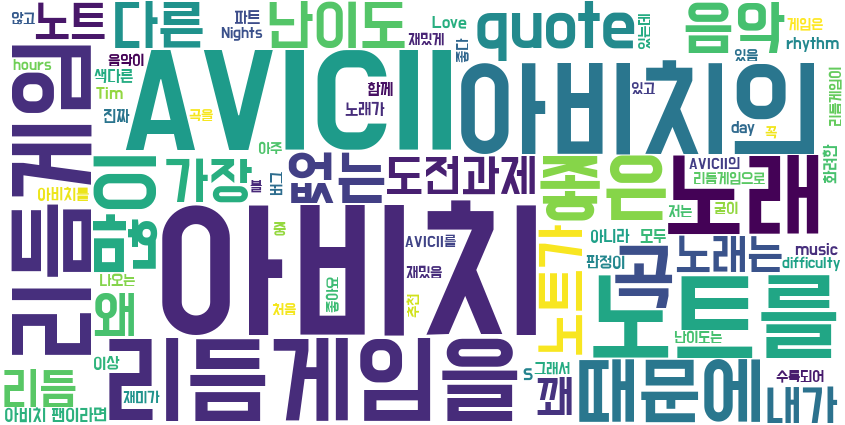 않고
노트
다른
난이도
파트
Nights
재밌게
Love
좋다
quote
있는데
음악
게임은
rhythm
있음
hours
음악이
색다른
Tim
진짜
곡을
AVICII
함께
노래가
있고
아비치의
day
곡
리듬게임이
화려한
리듬게임
많이
아비치를
가장
아주
블
버그
없는
도전과제
좋은
AVICII의
리듬게임으로
저는
굳이
노래
왜
나오는
중
처음
아비치
좋아요
AVICII를
재밌음
추천
노트가
아니라
모두
판정이
곡
노래는
music
difficulty
노트를
난이도는
리듬
이상
아비치 팬이라면
재미가
리듬게임을
s
그래서
꽤
때문에
수록되어
내가